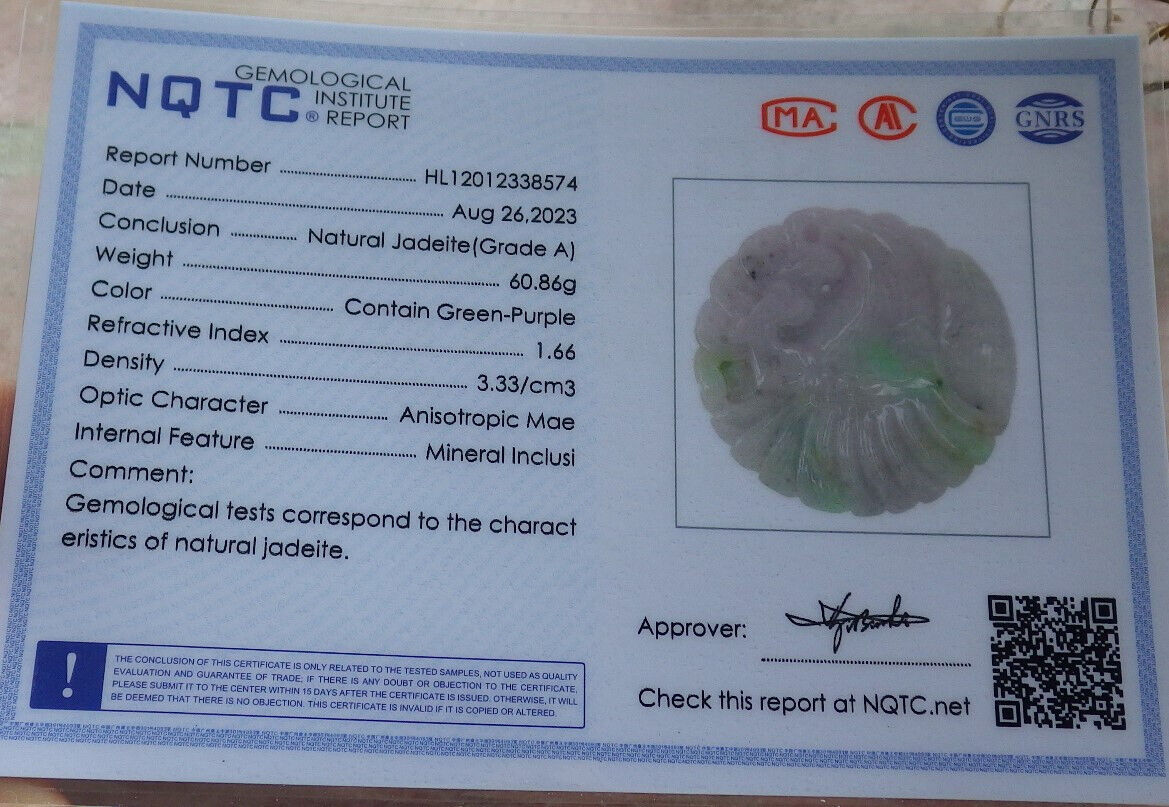 NQTC®
GEMOLOGICAL
INSTITUTE
REPORT
MA
GNRS
Report Number ........ HL12012338574
Date ........ Aug 26,2023
Conclusion ........ Natural Jadeite(Grade A)
Weight ........ 60.86g
Color ........ Contain Green-Purple
Refractive Index ........ 1.66
Density ........ 3.33/cm3
Optic Character ........ Anisotropic Mae
Internal Feature ........ Mineral Inclusi
Comment:
Gemological tests correspond to the charact
eristics of natural jadeite.
!
THE CONCLUSION OF THIS CERTIFICATE IS ONLY RELATED TO THE TESTED SAMPLES, NOT USED AS QUALITY
EVALUATION AND GUARANTEE OF TRADE, IF THERE IS ANY DOUBT OR OBJECTION TO THE CERTIFICATE,
PLEASE SUBMIT IT TO THE CENTER WITHIN 15 DAYS AFTER THE CERTIFICATE IS ISSUED. OTHERWISE, IT WILL
BE DEEMED THAT THERE IS NO OBJECTION. THIS CERTIFICATE IS INVALID IF IT IS COPIED OR ALTERED.
Approver:
Check this report at NQTC.net